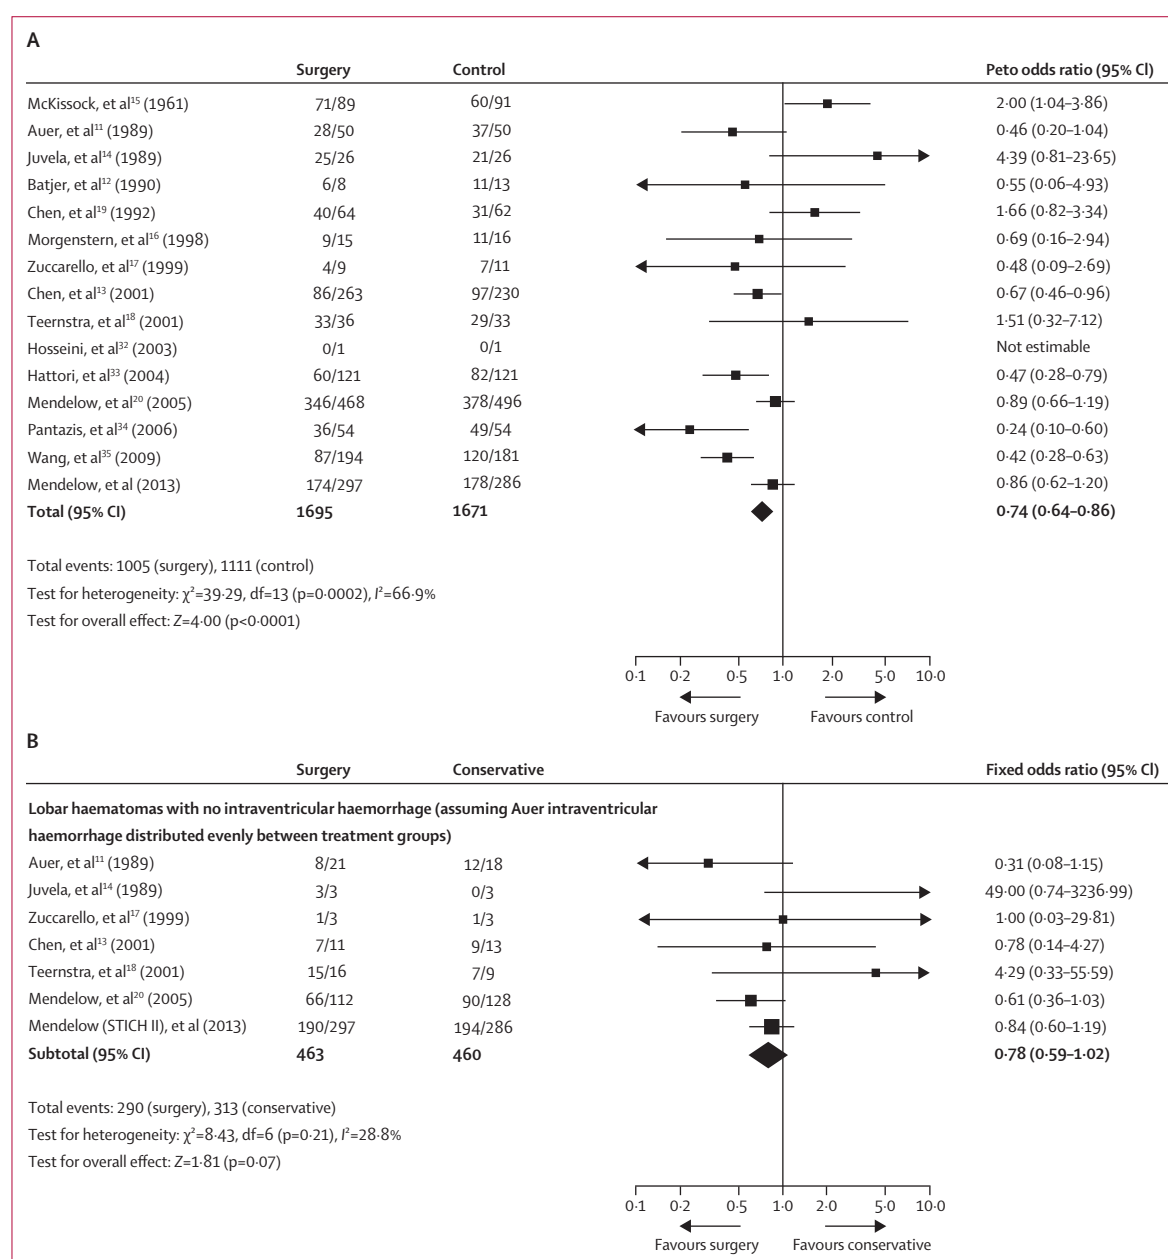 A
Surgery Control Peto odds ratio (95% CI)
McKissock, et al¹⁵ (1961) 71/89 60/91 2·00 (1·04–3·86)
Auer, et al¹¹ (1989) 28/50 37/50 0·46 (0·20–1·04)
Juvela, et al¹⁴ (1989) 25/26 21/26 4·39 (0·81–23·65)
Batjer, et al¹² (1990) 6/8 11/13 0·55 (0·06–4·93)
Chen, et al¹⁹ (1992) 40/64 31/62 1·66 (0·82–3·34)
Morgenstern, et al¹⁶ (1998) 9/15 11/16 0·69 (0·16–2·94)
Zuccarello, et al¹⁷ (1999) 4/9 7/11 0·48 (0·09–2·69)
Chen, et al¹³ (2001) 86/263 97/230 0·67 (0·46–0·96)
Teernstra, et al¹⁸ (2001) 33/36 29/33 1·51 (0·32–7·12)
Hosseini, et al³² (2003) 0/1 0/1 Not estimable
Hattori, et al³³ (2004) 60/121 82/121 0·47 (0·28–0·79)
Mendelow, et al²⁰ (2005) 346/468 378/496 0·89 (0·66–1·19)
Pantazis, et al³⁴ (2006) 36/54 49/54 0·24 (0·10–0·60)
Wang, et al³⁵ (2009) 87/194 120/181 0·42 (0·28–0·63)
Mendelow, et al (2013) 174/297 178/286 0·86 (0·62–1·20)
Total (95% CI) 1695 1671 0·74 (0·64–0·86)
Total events: 1005 (surgery), 1111 (control)
Test for heterogeneity: χ²=39·29, df=13 (p=0·0002), I²=66·9%
Test for overall effect: Z=4·00 (p<0·0001)
0·1 0·2 0·5 1·0 2·0 5·0 10·0
Favours surgery Favours control
B
Surgery Conservative Fixed odds ratio (95% CI)
Lobar haematomas with no intraventricular haemorrhage (assuming Auer intraventricular
haemorrhage distributed evenly between treatment groups)
Auer, et al¹¹ (1989) 8/21 12/18 0·31 (0·08–1·15)
Juvela, et al¹⁴ (1989) 3/3 0/3 49·00 (0·74–3236·99)
Zuccarello, et al¹⁷ (1999) 1/3 1/3 1·00 (0·03–29·81)
Chen, et al¹³ (2001) 7/11 9/13 0·78 (0·14–4·27)
Teernstra, et al¹⁸ (2001) 15/16 7/9 4·29 (0·33–55·59)
Mendelow, et al²⁰ (2005) 66/112 90/128 0·61 (0·36–1·03)
Mendelow (STICH II), et al (2013) 190/297 194/286 0·84 (0·60–1·19)
Subtotal (95% CI) 463 460 0·78 (0·59–1·02)
Total events: 290 (surgery), 313 (conservative)
Test for heterogeneity: χ²=8·43, df=6 (p=0·21), I²=28·8%
Test for overall effect: Z=1·81 (p=0·07)
0·1 0·2 0·5 1·0 2·0 5·0 10·0
Favours surgery Favours conservative